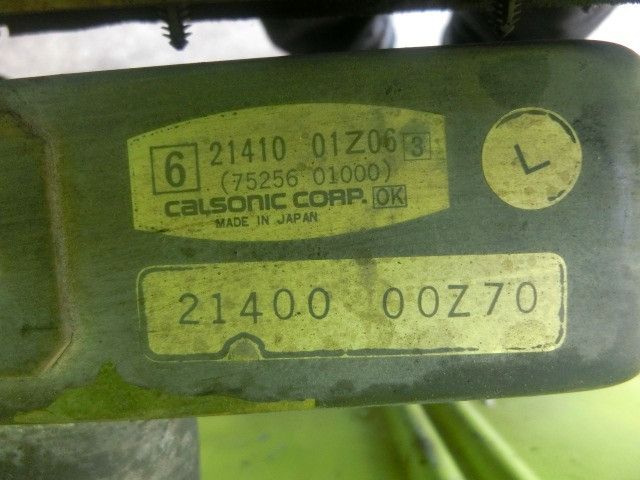 6 21410 01Z06 3
(75256 01000)
CALSONIC CORP. OK
MADE IN JAPAN
L
21400 00Z70